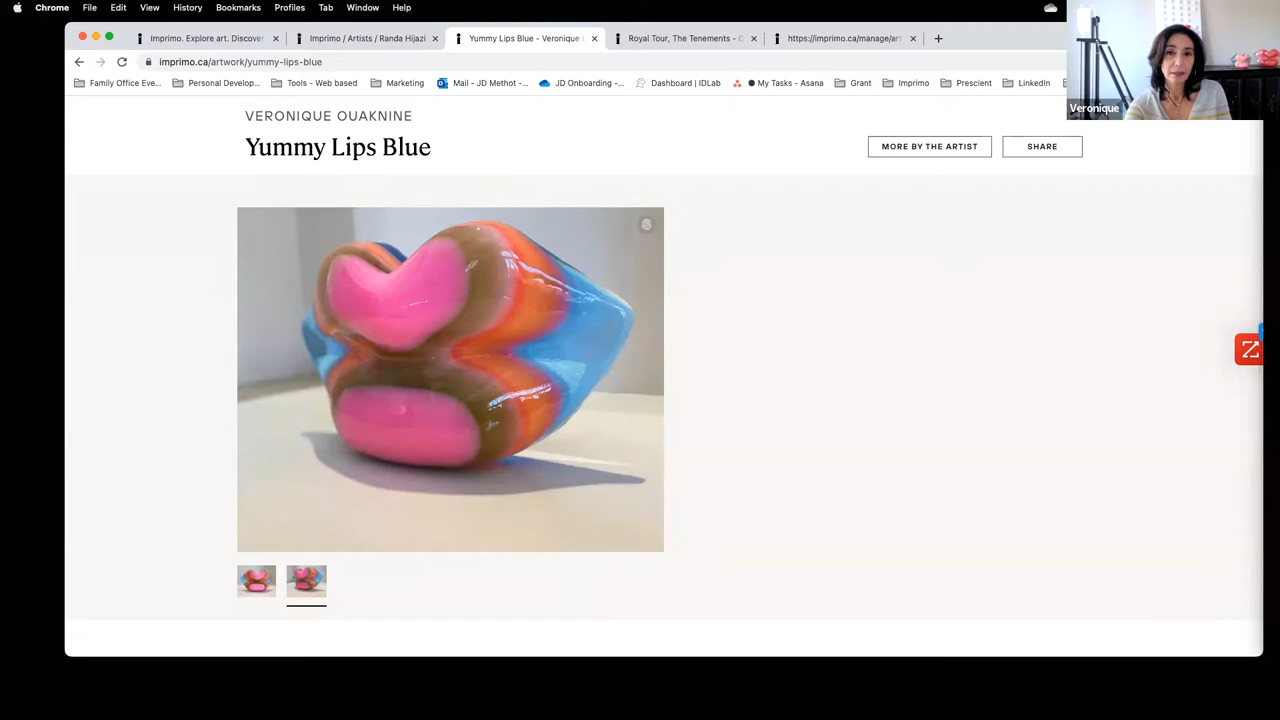 Chrome File Edit View History Bookmarks Profiles Tab Window Help
Imprimo. Explore art. Discover Imprimo / Artists / Randa Hijazi Yummy Lips Blue - Veronique Royal Tour, The Tenements - https://imprimo.ca/manage/art
imprimo.ca/artwork/yummy-lips-blue
Family Office Eve... Personal Develop... Tools - Web based Marketing Mail - JD Methot -... JD Onboarding -... Dashboard | IDLab My Tasks - Asana Grant Imprimo Prescient LinkedIn
Veronique
VERONIQUE OUAKNINE
Yummy Lips Blue
MORE BY THE ARTIST SHARE